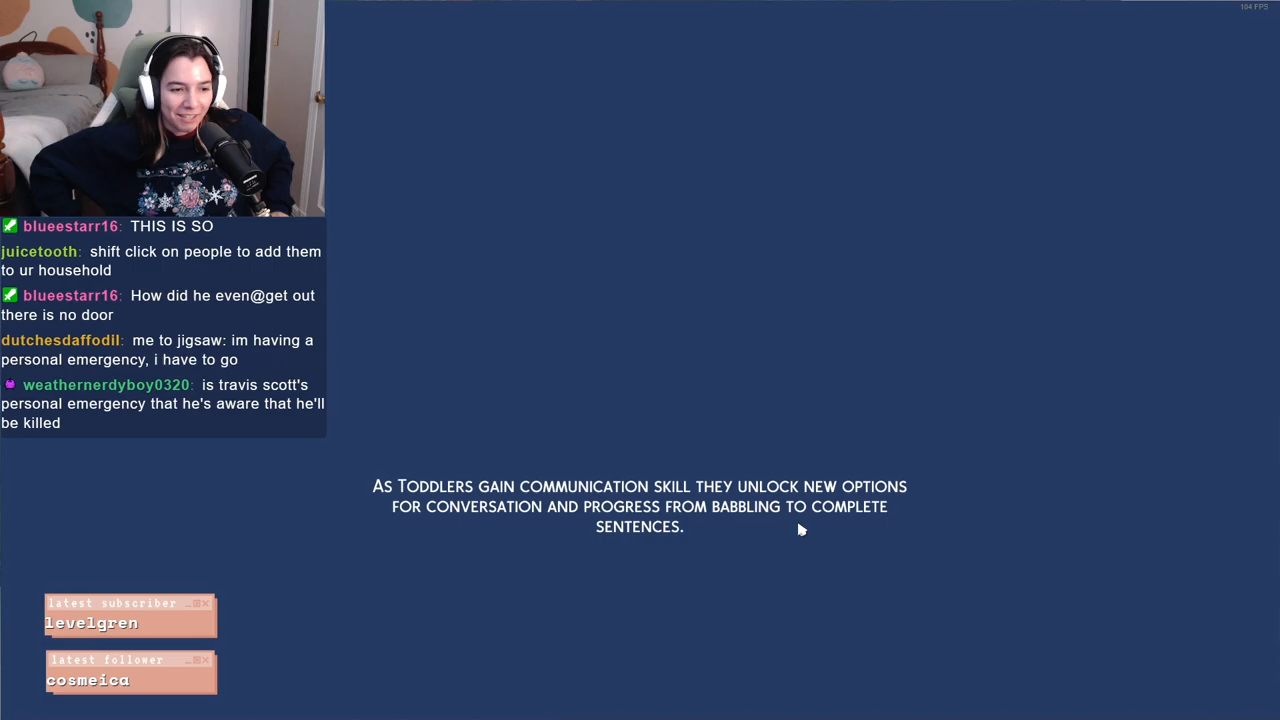 104 FPS
blueestarr16: THIS IS SO
juicetooth: shift click on people to add them
to ur household
blueestarr16: How did he even@get out
there is no door
dutchesdaffodil: me to jigsaw: im having a
personal emergency, i have to go
weathernerdyboy0320: is travis scott's
personal emergency that he's aware that he'll
be killed
AS TODDLERS GAIN COMMUNICATION SKILL THEY UNLOCK NEW OPTIONS
FOR CONVERSATION AND PROGRESS FROM BABBLING TO COMPLETE
SENTENCES.
latest subscriber
levelgren
latest follower
cosmeica